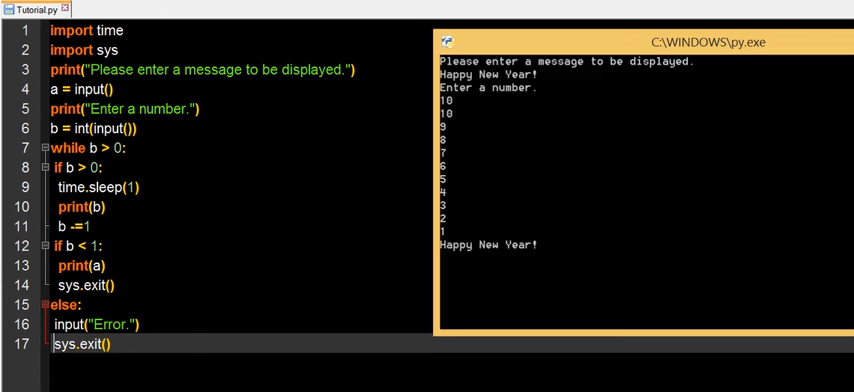 Tutorial.py
1 import time
2 import sys
3 print("Please enter a message to be displayed.")
4 a = input()
5 print("Enter a number.")
6 b = int(input())
7 while b > 0:
8 if b > 0:
9 time.sleep(1)
10 print(b)
11 b -=1
12 if b < 1:
13 print(a)
14 sys.exit()
15 else:
16 input("Error.")
17 sys.exit()
C:\WINDOWS\py.exe
Please enter a message to be displayed.
Happy New Year!
Enter a number.
10
10
9
8
7
6
5
4
3
2
1
Happy New Year!